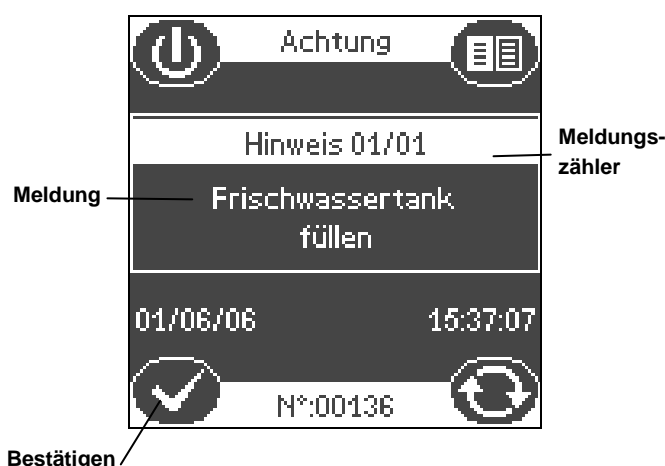 Achtung
Hinweis 01/01
Meldungs-
zähler
Meldung
Frischwassertank
füllen
01/06/06 15:37:07
N°:00136
Bestätigen